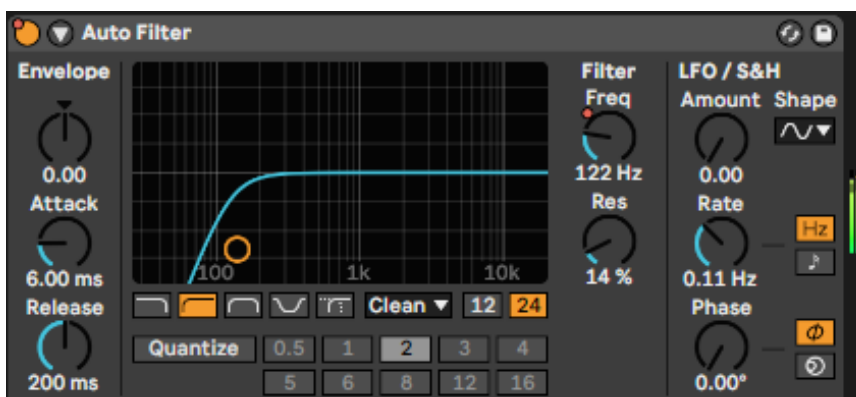 Auto Filter
Envelope
0.00
Attack
6.00 ms
Release
200 ms
100 1k 10k
Clean 12 24
Quantize 0.5 1 2 3 4
5 6 8 12 16
Filter
Freq
122 Hz
Res
14 %
LFO / S&H
Amount Shape
0.00
Rate
Hz
0.11 Hz
Phase
0.00°